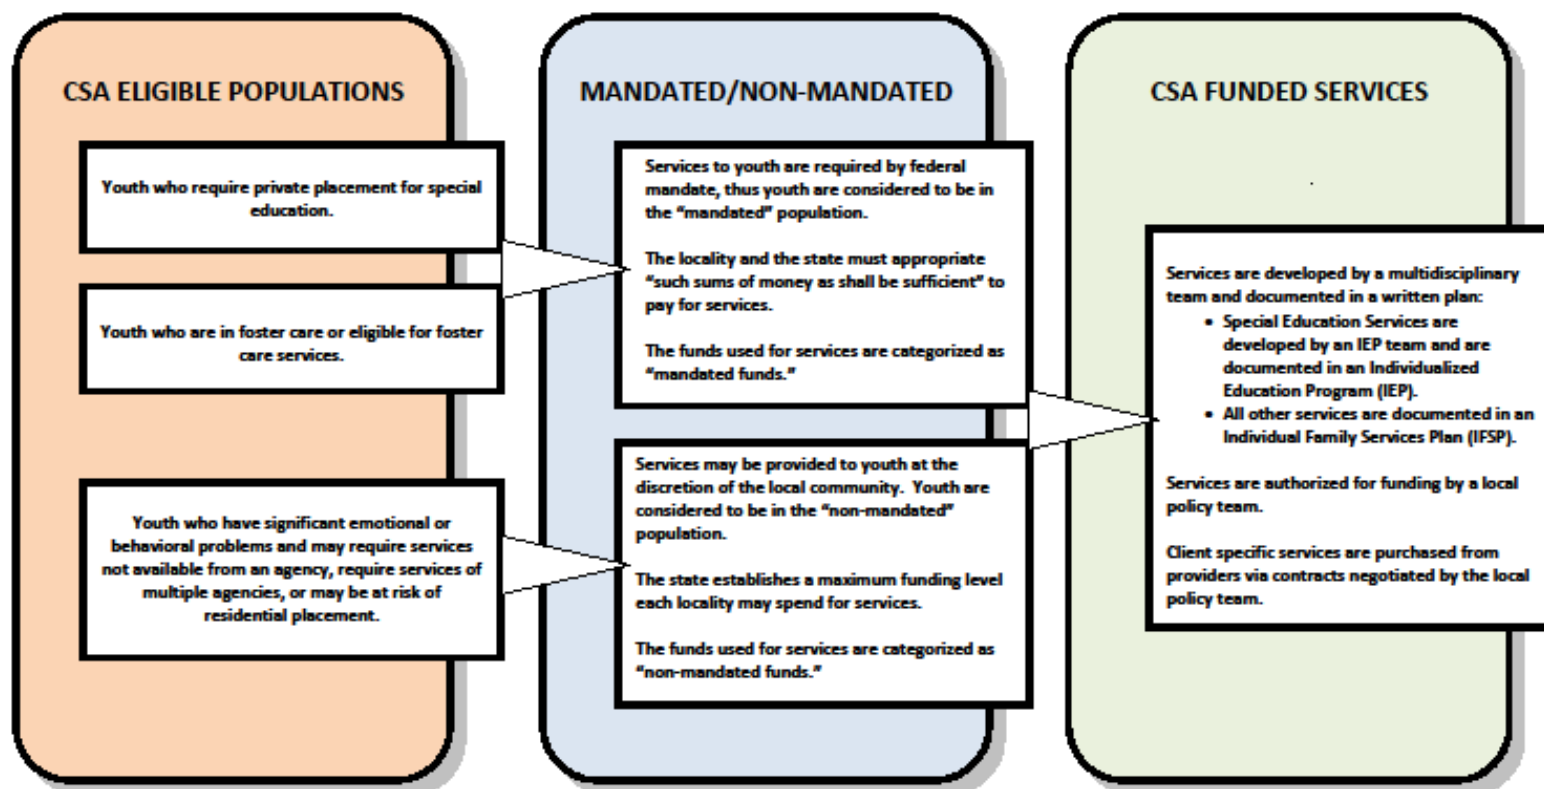 CSA ELIGIBLE POPULATIONS
Youth who require private placement for special
education.
Youth who are in foster care or eligible for foster
care services.
Youth who have significant emotional or
behavioral problems and may require services
not available from an agency, require services of
multiple agencies, or may be at risk of
residential placement.
MANDATED/NON-MANDATED
Services to youth are required by federal
mandate, thus youth are considered to be in
the “mandated” population.
The locality and the state must appropriate
“such sums of money as shall be sufficient” to
pay for services.
The funds used for services are categorized as
“mandated funds.”
Services may be provided to youth at the
discretion of the local community.  Youth are
considered to be in the “non-mandated”
population.
The state establishes a maximum funding level
each locality may spend for services.
The funds used for services are categorized as
“non-mandated funds.”
CSA FUNDED SERVICES
Services are developed by a multidisciplinary
team and documented in a written plan:
• Special Education Services are
developed by an IEP team and are
documented in an Individualized
Education Program (IEP).
• All other services are documented in an
Individual Family Services Plan (IFSP).
Services are authorized for funding by a local
policy team.
Client specific services are purchased from
providers via contracts negotiated by the local
policy team.